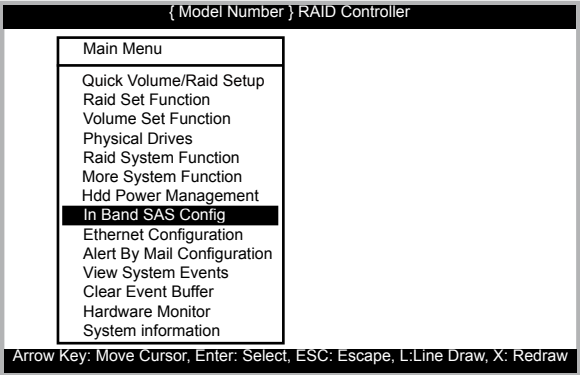 { Model Number } RAID Controller
Main Menu
Quick Volume/Raid Setup
Raid Set Function
Volume Set Function
Physical Drives
Raid System Function
More System Function
Hdd Power Management
In Band SAS Config
Ethernet Configuration
Alert By Mail Configuration
View System Events
Clear Event Buffer
Hardware Monitor
System information
Arrow Key: Move Cursor, Enter: Select, ESC: Escape, L:Line Draw, X: Redraw